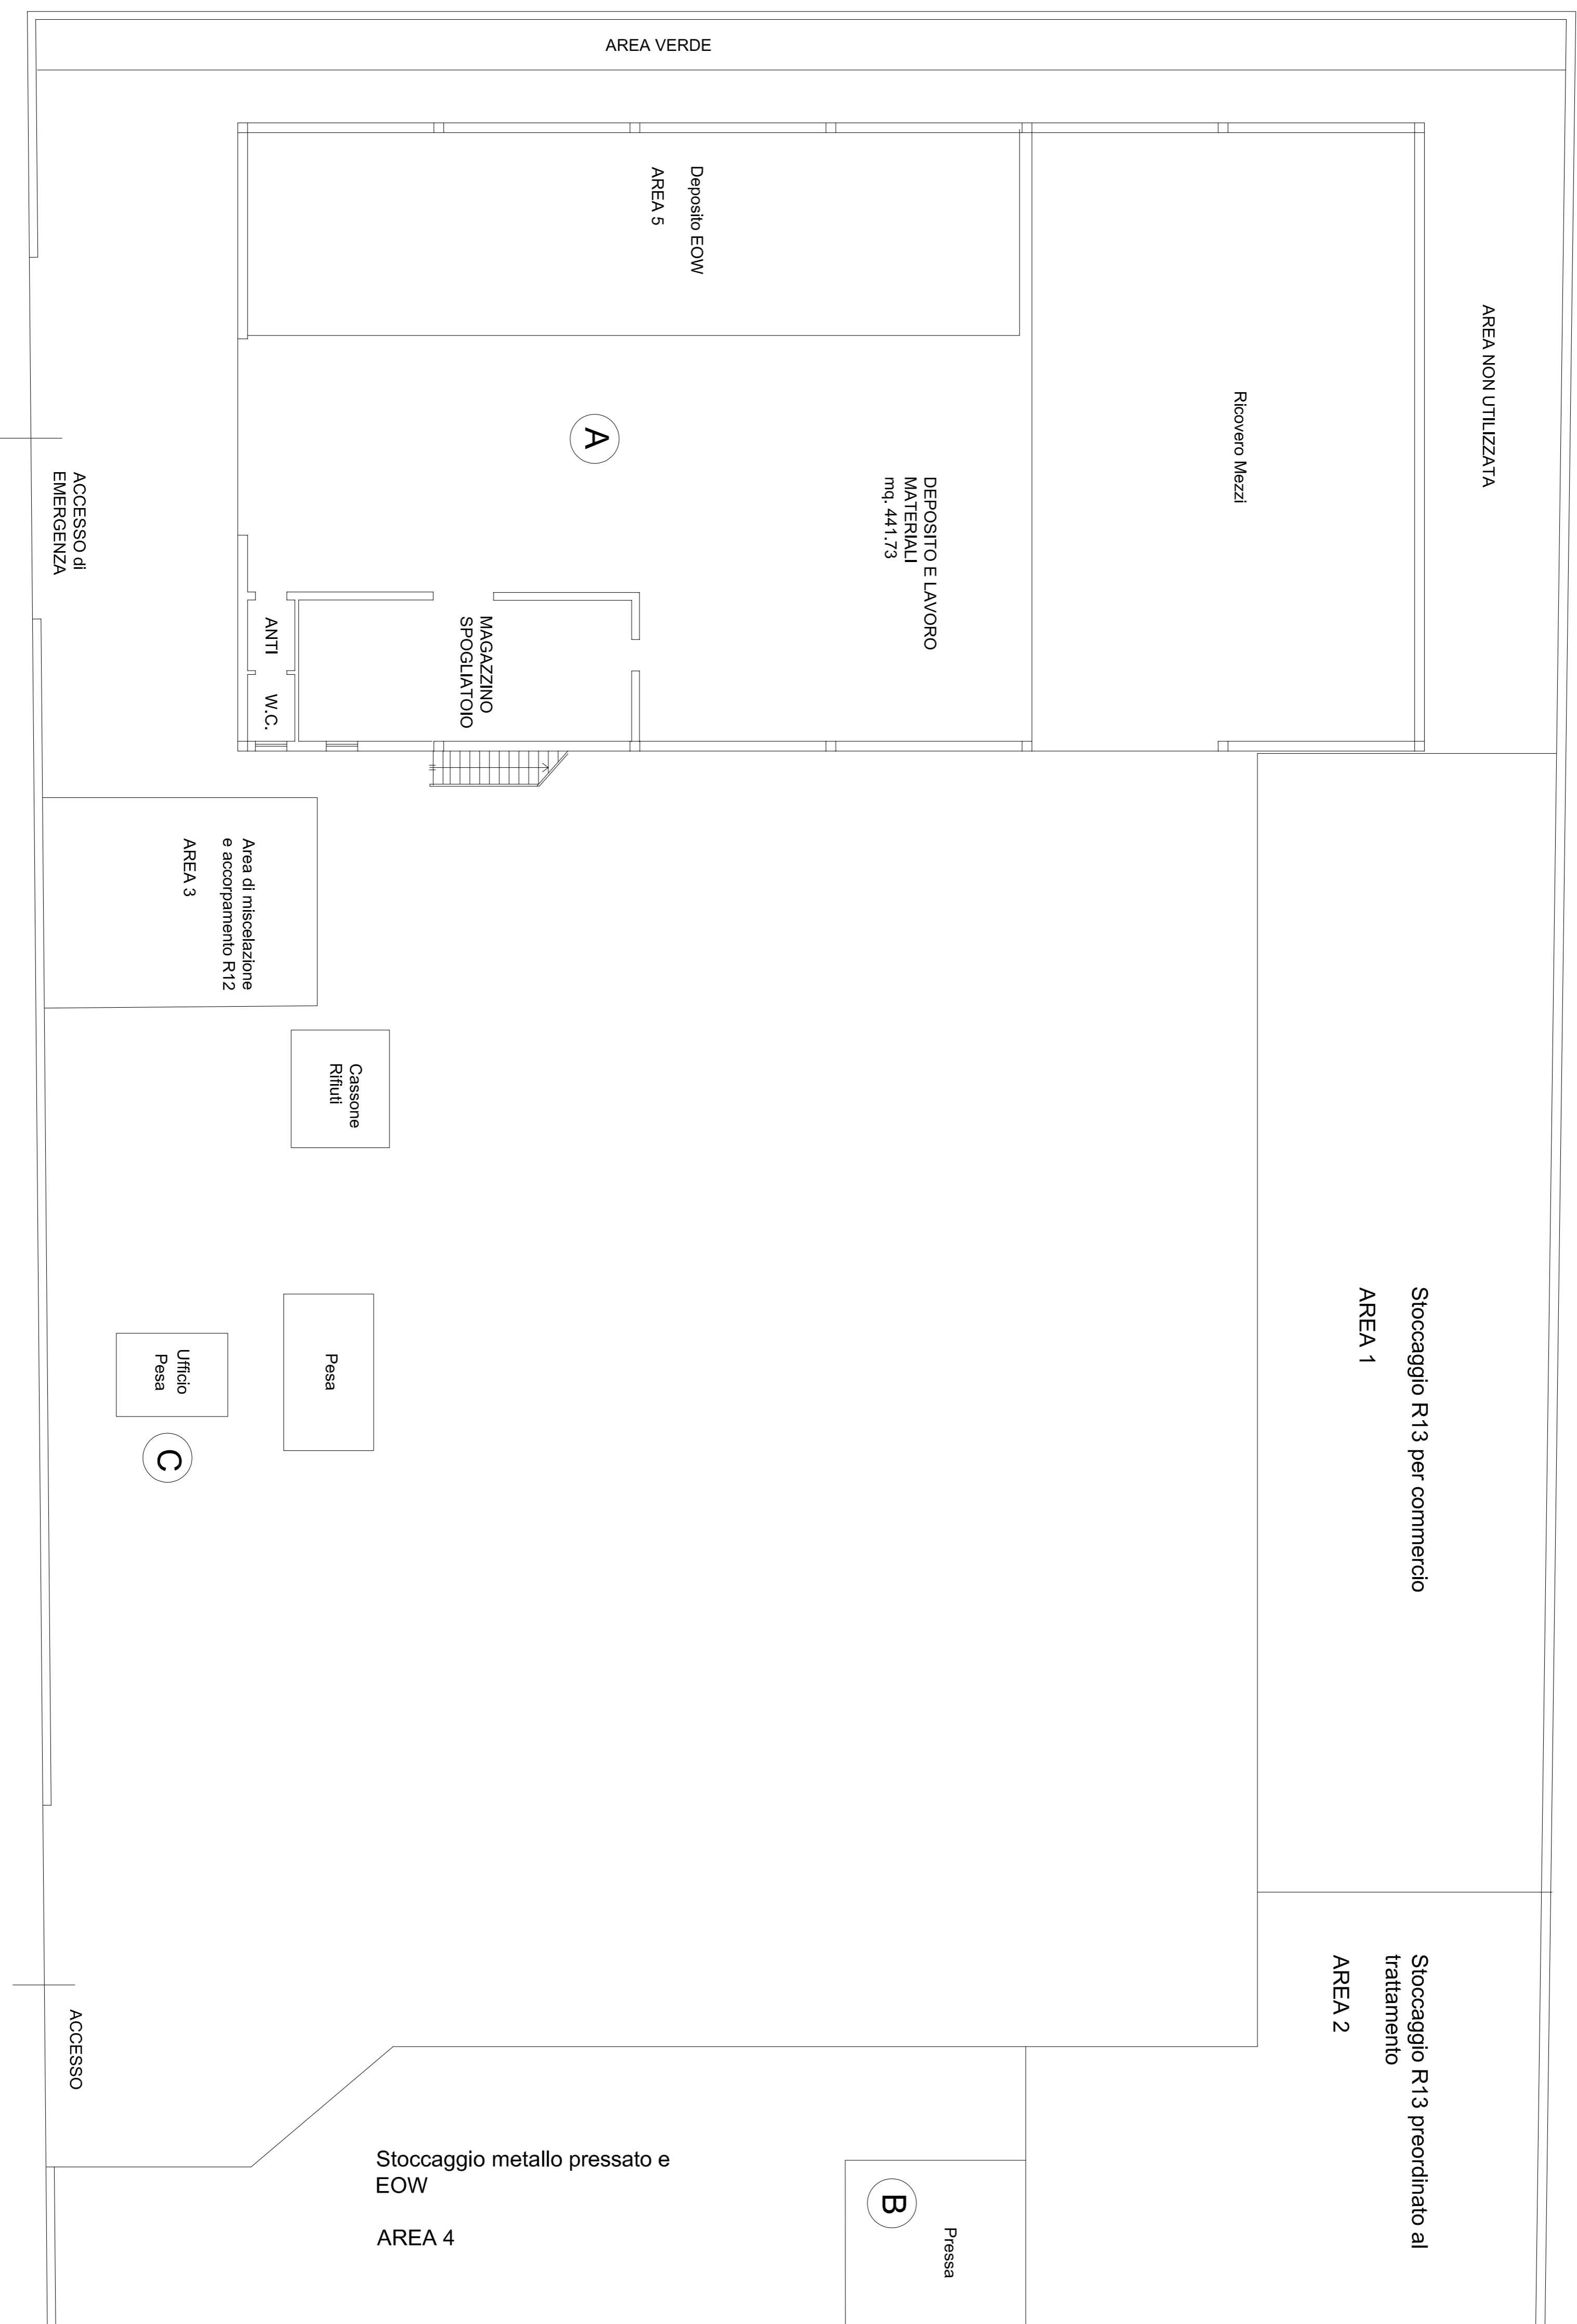 AREA VERDE
Deposito EOW
AREA 5
AREA NON UTILIZZATA
Ricovero Mezzi
A
DEPOSITO E LAVORO
MATERIALI
mq. 441.73
ACCESSO di
EMERGENZA
ANTI
W.C.
MAGAZZINO
SPOGLIATOIO
Area di miscelazione
e accorpamento R12
AREA 3
Cassone
Rifiuti
Pesa
Ufficio
Pesa
C
Stoccaggio R13 per commercio
AREA 1
Stoccaggio R13 preordinato al
trattamento
AREA 2
ACCESSO
Stoccaggio metallo pressato e
EOW
AREA 4
B
Pressa